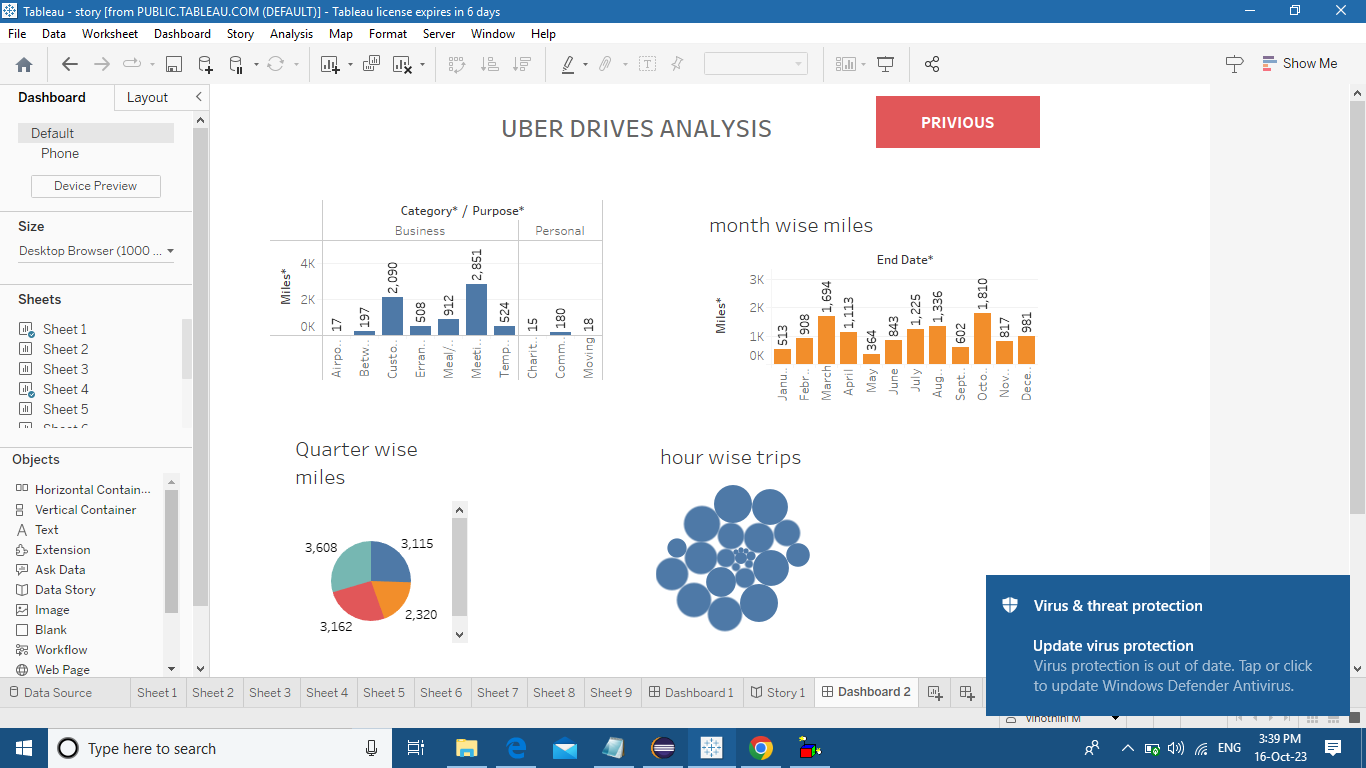 Tableau - story [from PUBLIC.TABLEAU.COM (DEFAULT)] - Tableau license expires in 6 days
File Data Worksheet Dashboard Story Analysis Map Format Server Window Help
Show Me
Dashboard Layout
Default
Phone
Device Preview
Size
Desktop Browser (1000 ...
Sheets
Sheet 1
Sheet 2
Sheet 3
Sheet 4
Sheet 5
Objects
Horizontal Contain...
Vertical Container
Text
Extension
Ask Data
Data Story
Image
Blank
Workflow
Web Page
UBER DRIVES ANALYSIS
PRIVIOUS
Category* / Purpose*
Business Personal
Miles*
4K
2K
0K
17 197 2,090 508 912 2,851 524 15 180 18
Airpo.. Betw.. Custo.. Erran.. Meal/.. Meeti.. Temp.. Charit.. Comm.. Moving
month wise miles
End Date*
Miles*
3K
2K
1K
0K
513 908 1,694 1,113 364 843 1,225 1,336 602 1,810 817 981
Janu.. Febr.. March April May June July Aug.. Sept.. Octo.. Nov.. Dece..
Quarter wise
miles
3,608 3,115
2,320
3,162
hour wise trips
Virus & threat protection
Update virus protection
Virus protection is out of date. Tap or click
to update Windows Defender Antivirus.
Data Source Sheet 1 Sheet 2 Sheet 3 Sheet 4 Sheet 5 Sheet 6 Sheet 7 Sheet 8 Sheet 9 Dashboard 1 Story 1 Dashboard 2
Vinothini M
Type here to search
ENG
3:39 PM
16-Oct-23